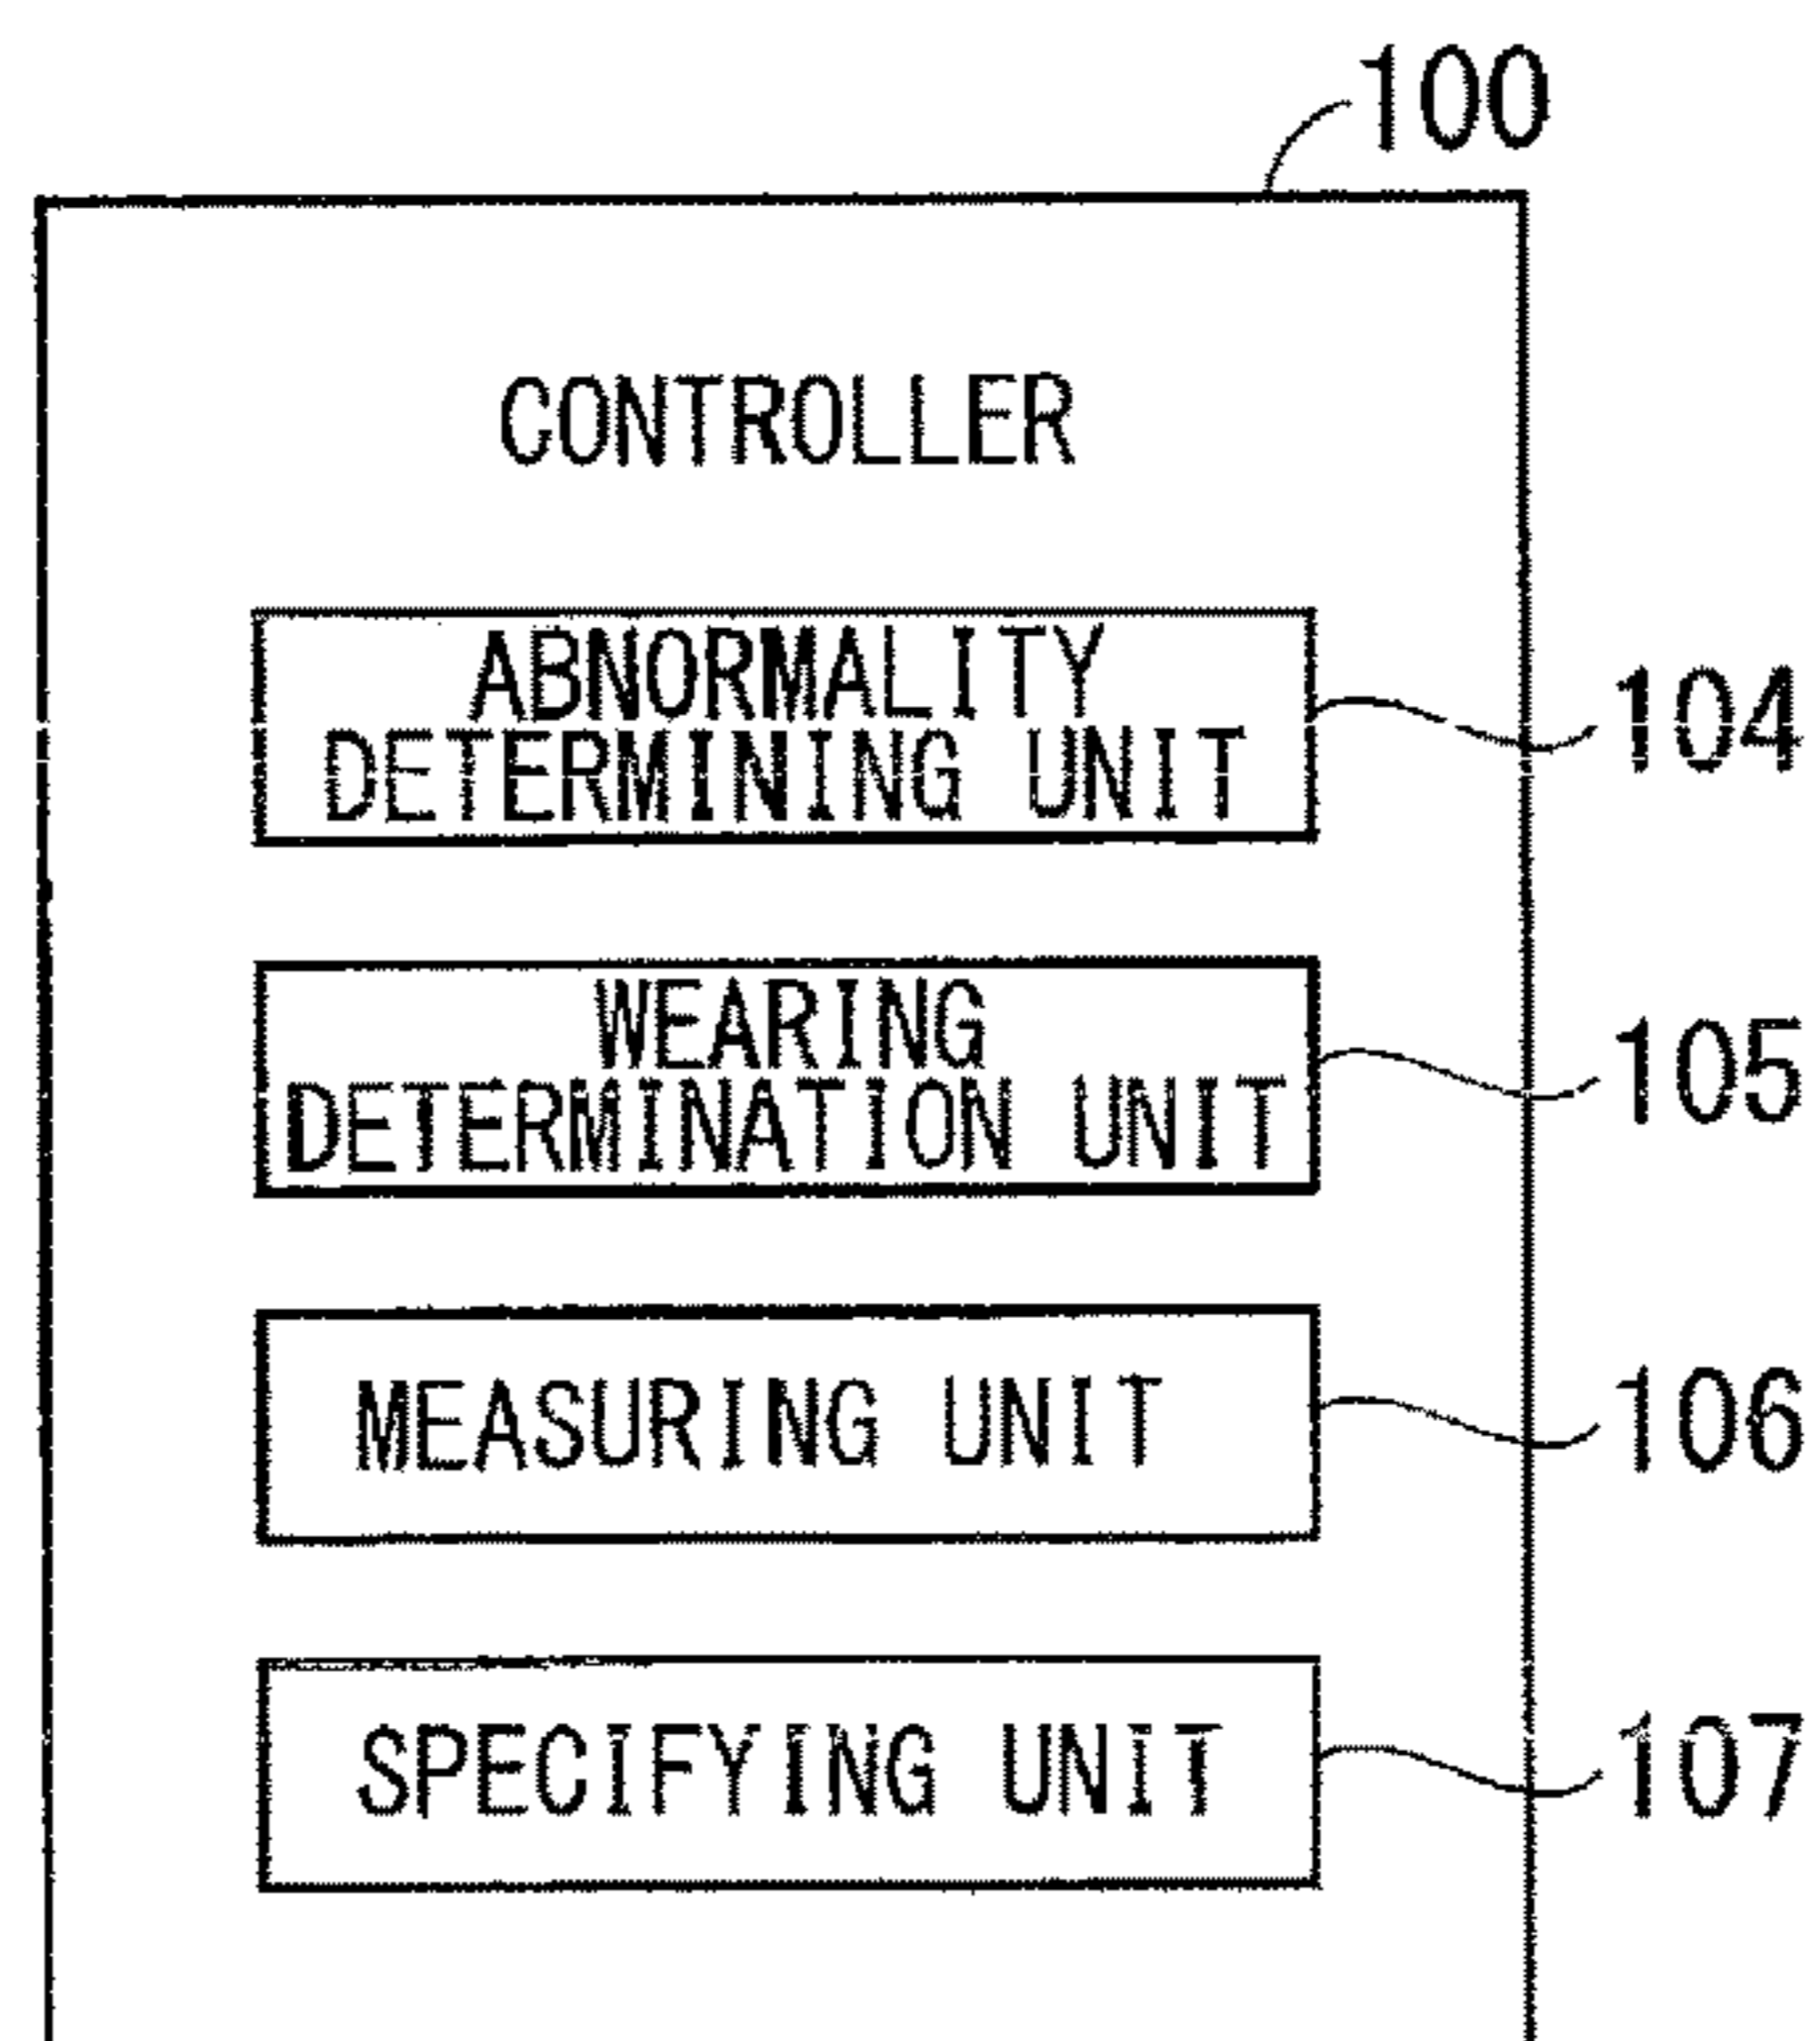 100
CONTROLLER
ABNORMALITY
DETERMINING UNIT
104
WEARING
DETERMINATION UNIT
105
MEASURING UNIT
106
SPECIFYING UNIT
107